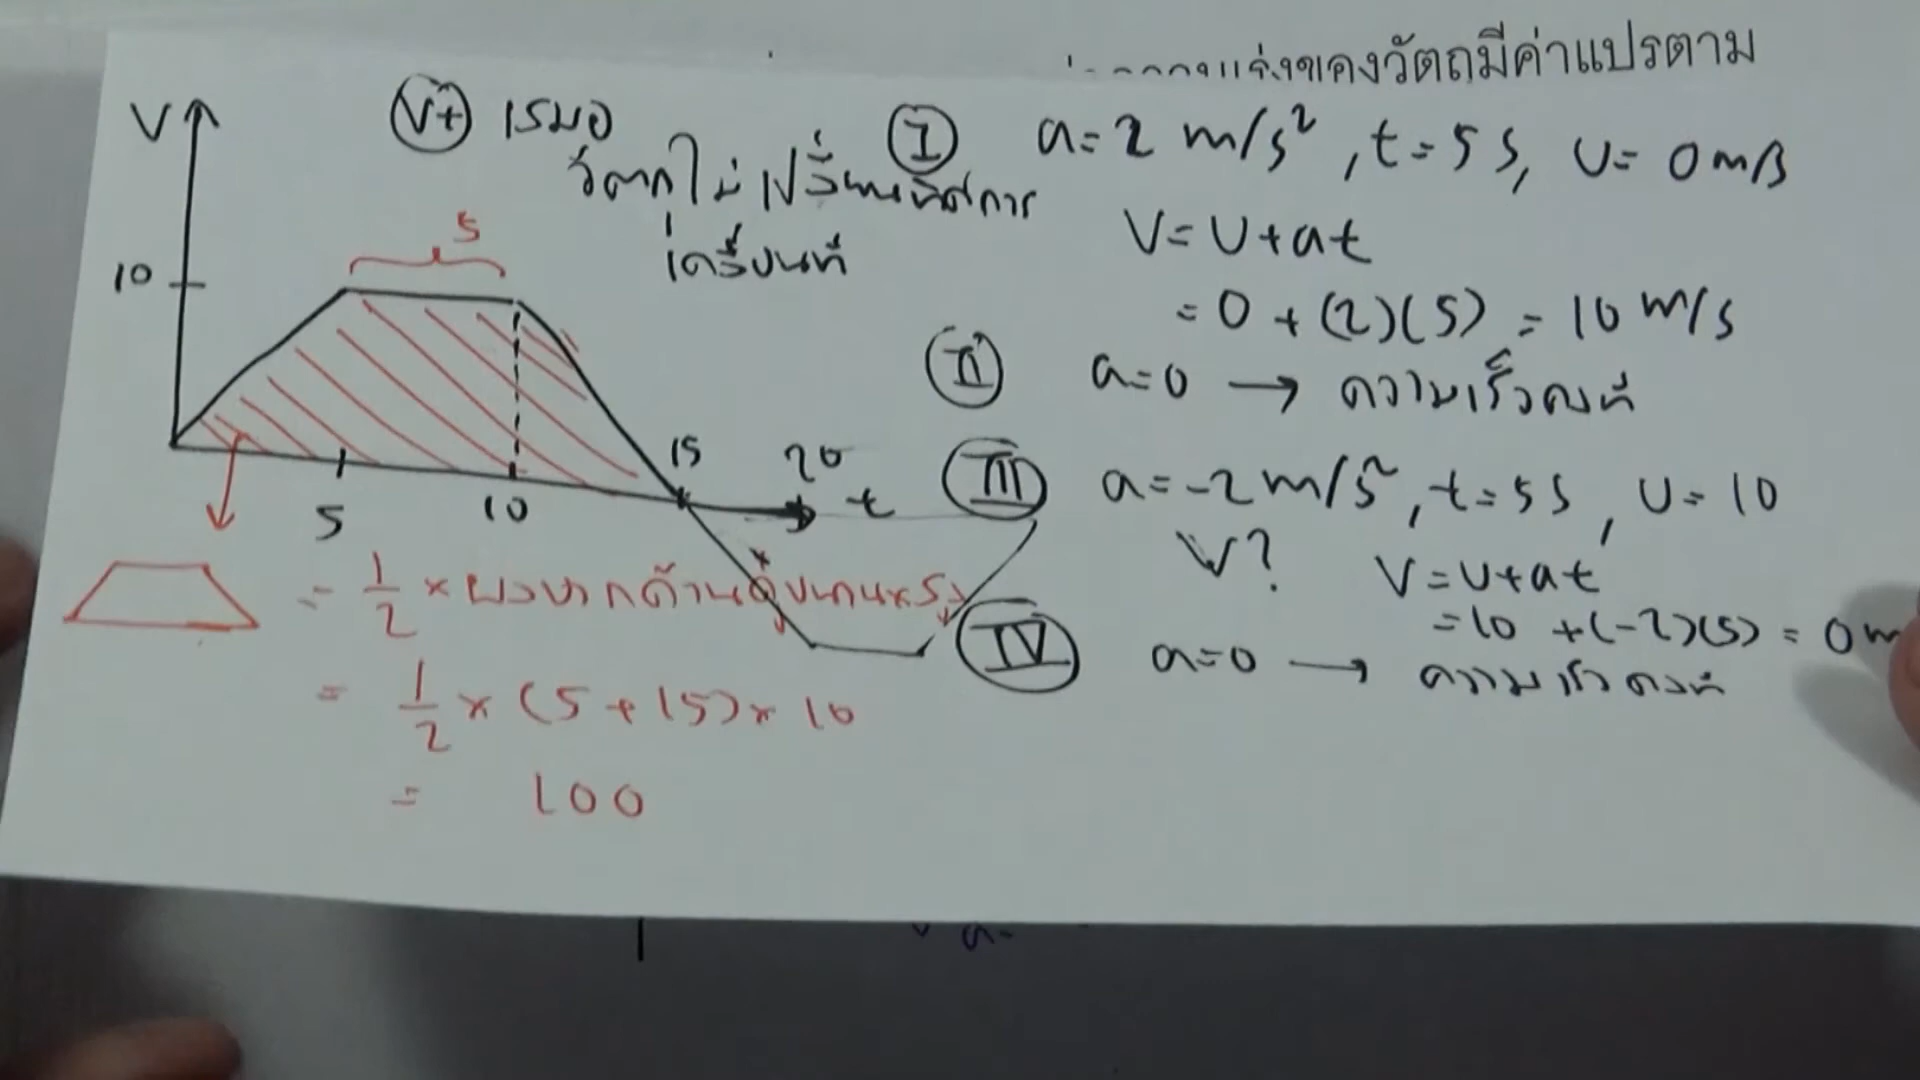 ของวัตถุมีค่าแปรตาม
V
10
5
5
10
15
20
t
V+ เสมอ
วัตถุไม่เปลี่ยนทิศการ
เคลื่อนที่
I a=2 m/s², t=5 s, u=0 m/s
V=U+at
=0+(2)(5) = 10 m/s
II a=0 → ความเร็วคงที่
III a=-2 m/s², t=5s, u=10
V? V=u+at
=10 +(-2)(5) = 0 m
IV a=0 → ความเร็วคงที่
= 1/2 × ผลบวกด้านคู่ขนาน×สูง
= 1/2 × (5+15)× 10
= 100
a=